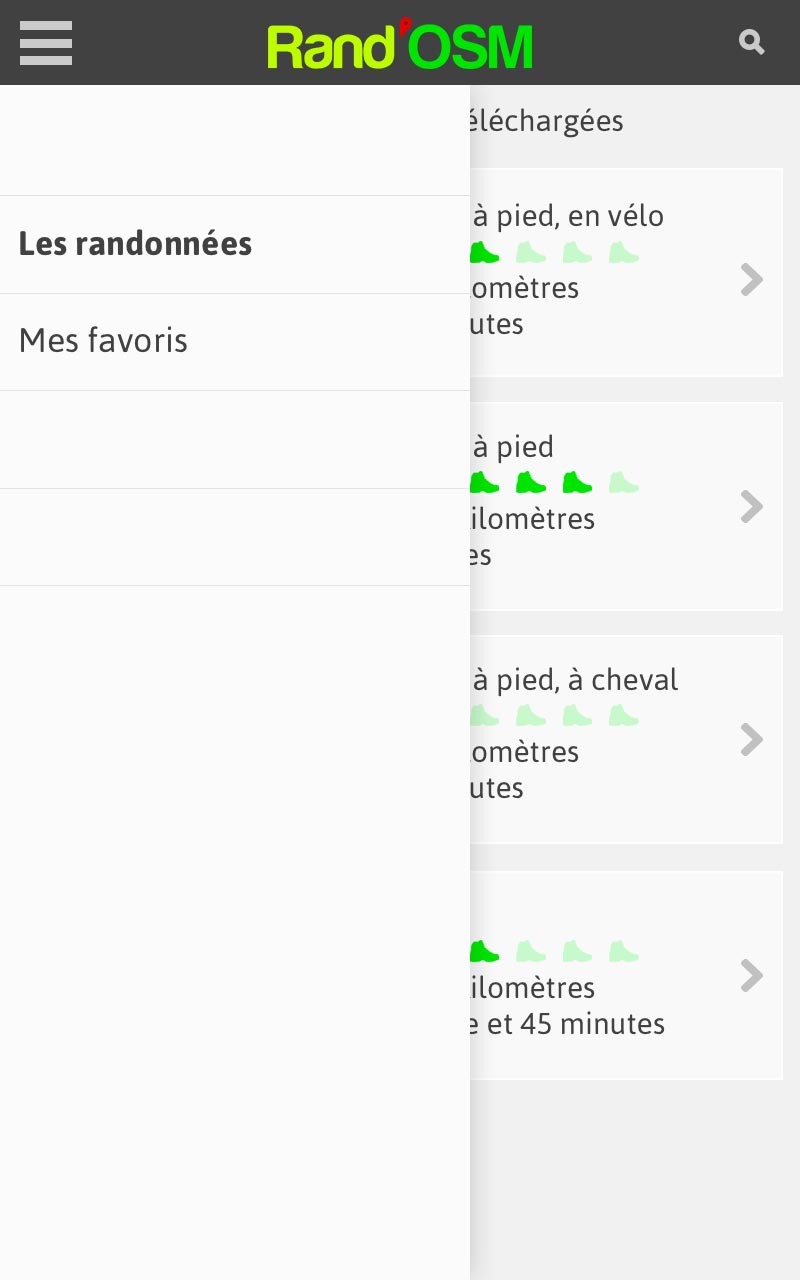 Rand'OSM
éléchargées
Les randonnées
Mes favoris
à pied, en vélo
omètres
utes
à pied
ilomètres
es
à pied, à cheval
omètres
utes
ilomètres
e et 45 minutes